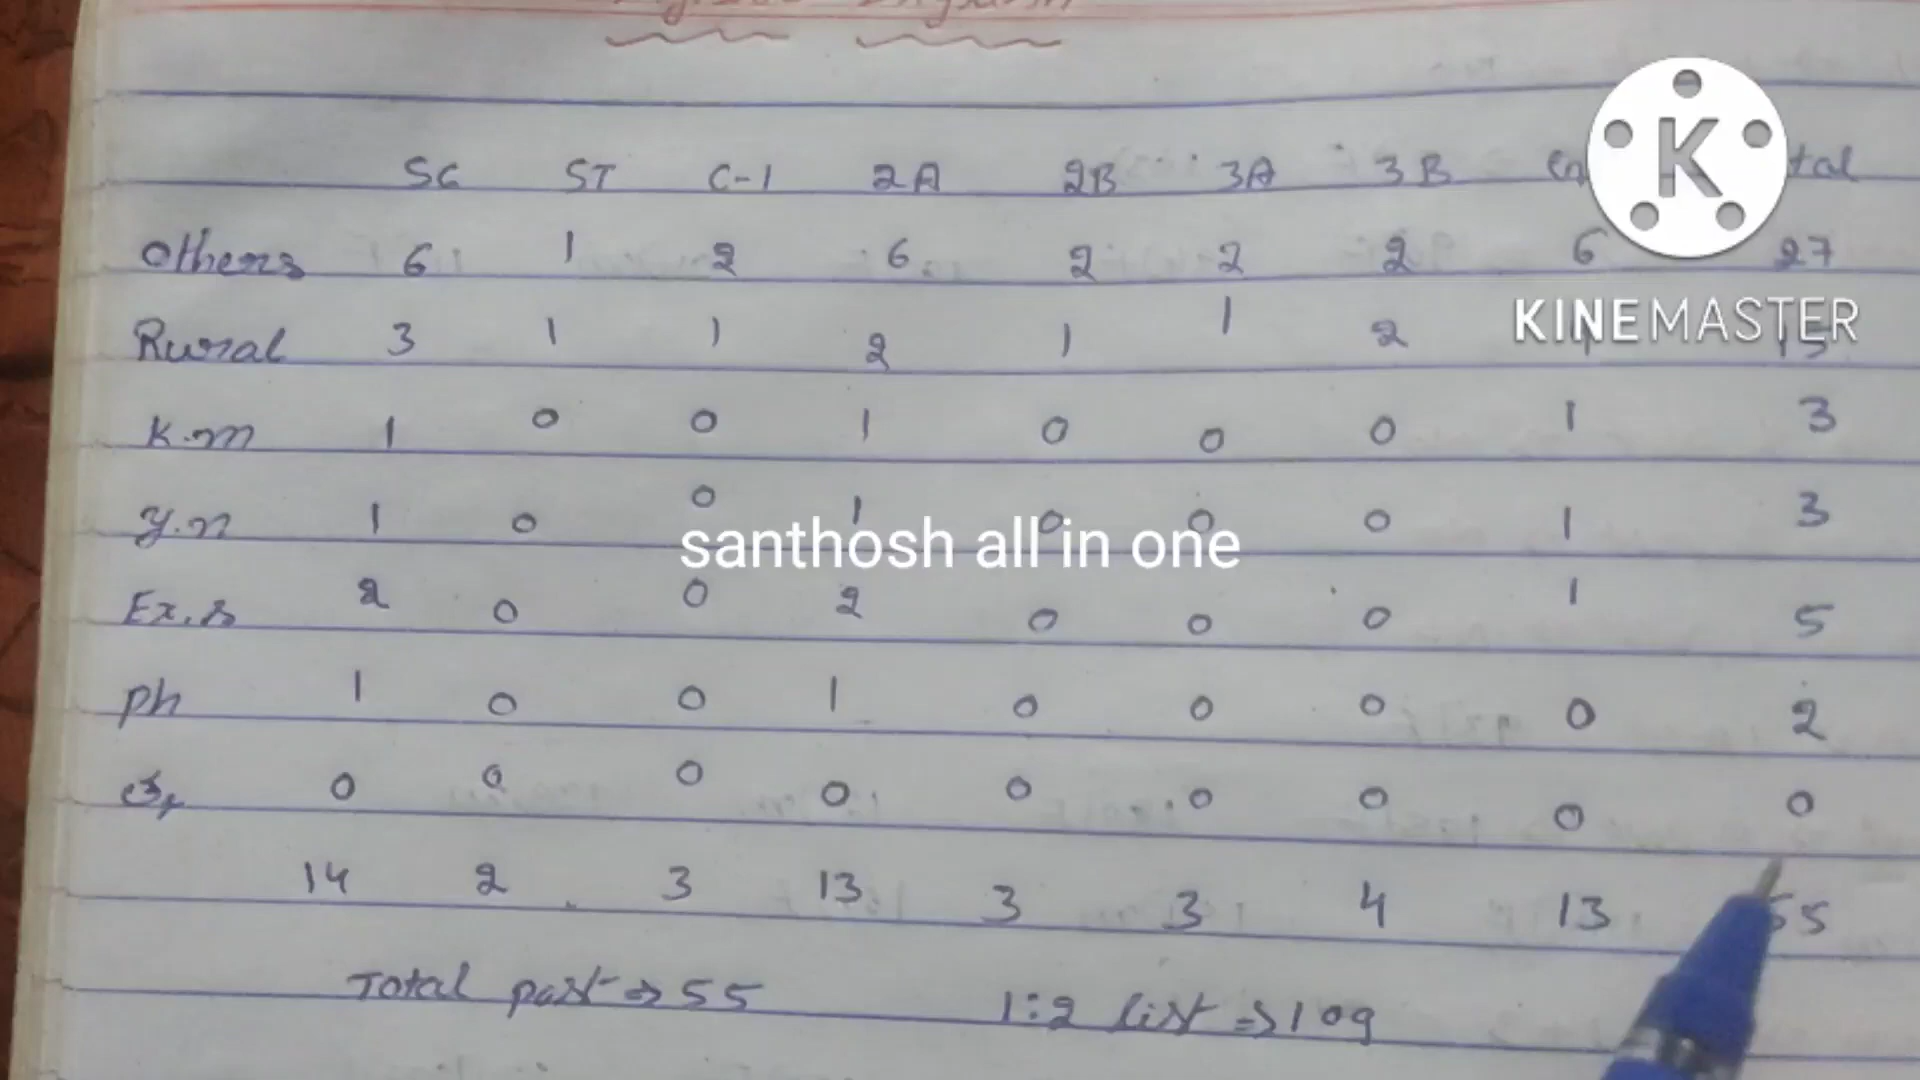 SC ST C-1 2A 2B 3A 3B tal
Others 6 1 2 6 2 2 2 6 27
Rural 3 1 1 2 1 1 2 1 15
KINEMASTER
K.m 1 0 0 1 0 0 0 1 3
y.n 1 0 0 1 0 0 0 1 3
santhosh all in one
Ex.s 2 0 0 2 0 0 0 1 5
ph 1 0 0 1 0 0 0 0 2
0 0 0 0 0 0 0 0 0
14 2 3 13 3 3 4 13 55
Total post => 55 1:2 list => 109